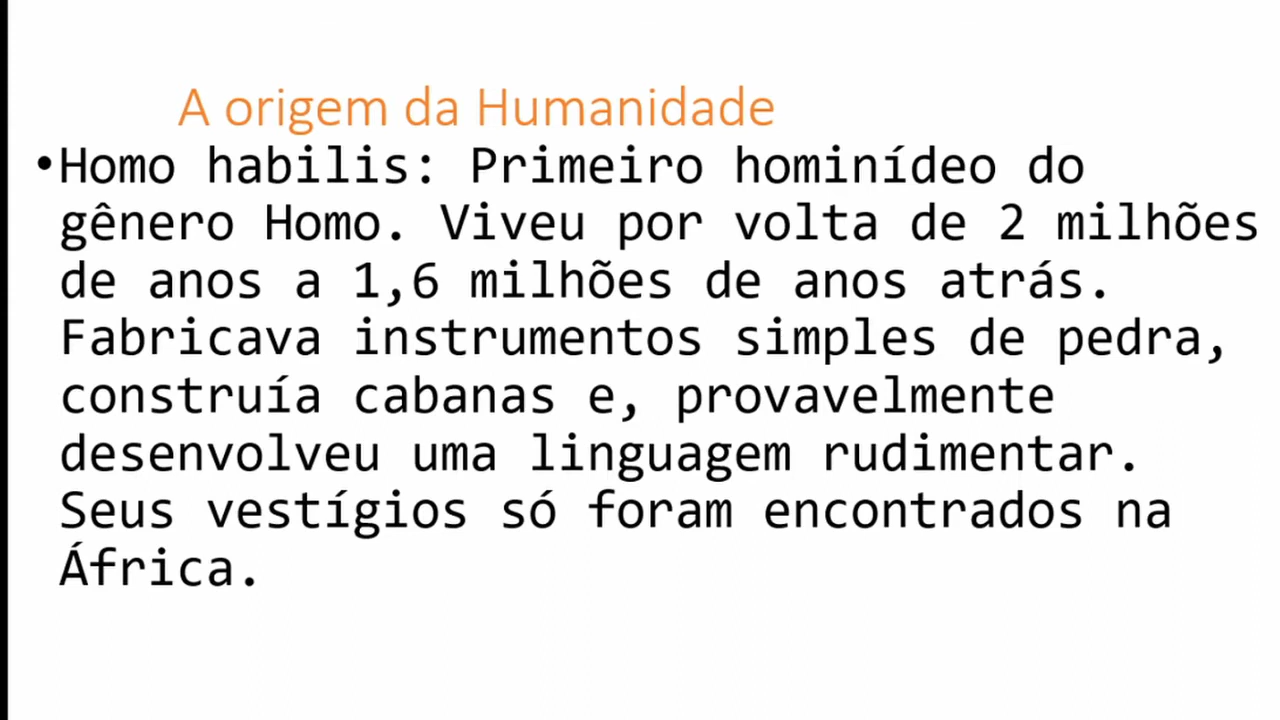 A origem da Humanidade
•Homo habilis: Primeiro hominídeo do
gênero Homo. Viveu por volta de 2 milhões
de anos a 1,6 milhões de anos atrás.
Fabricava instrumentos simples de pedra,
construía cabanas e, provavelmente
desenvolveu uma linguagem rudimentar.
Seus vestígios só foram encontrados na
África.